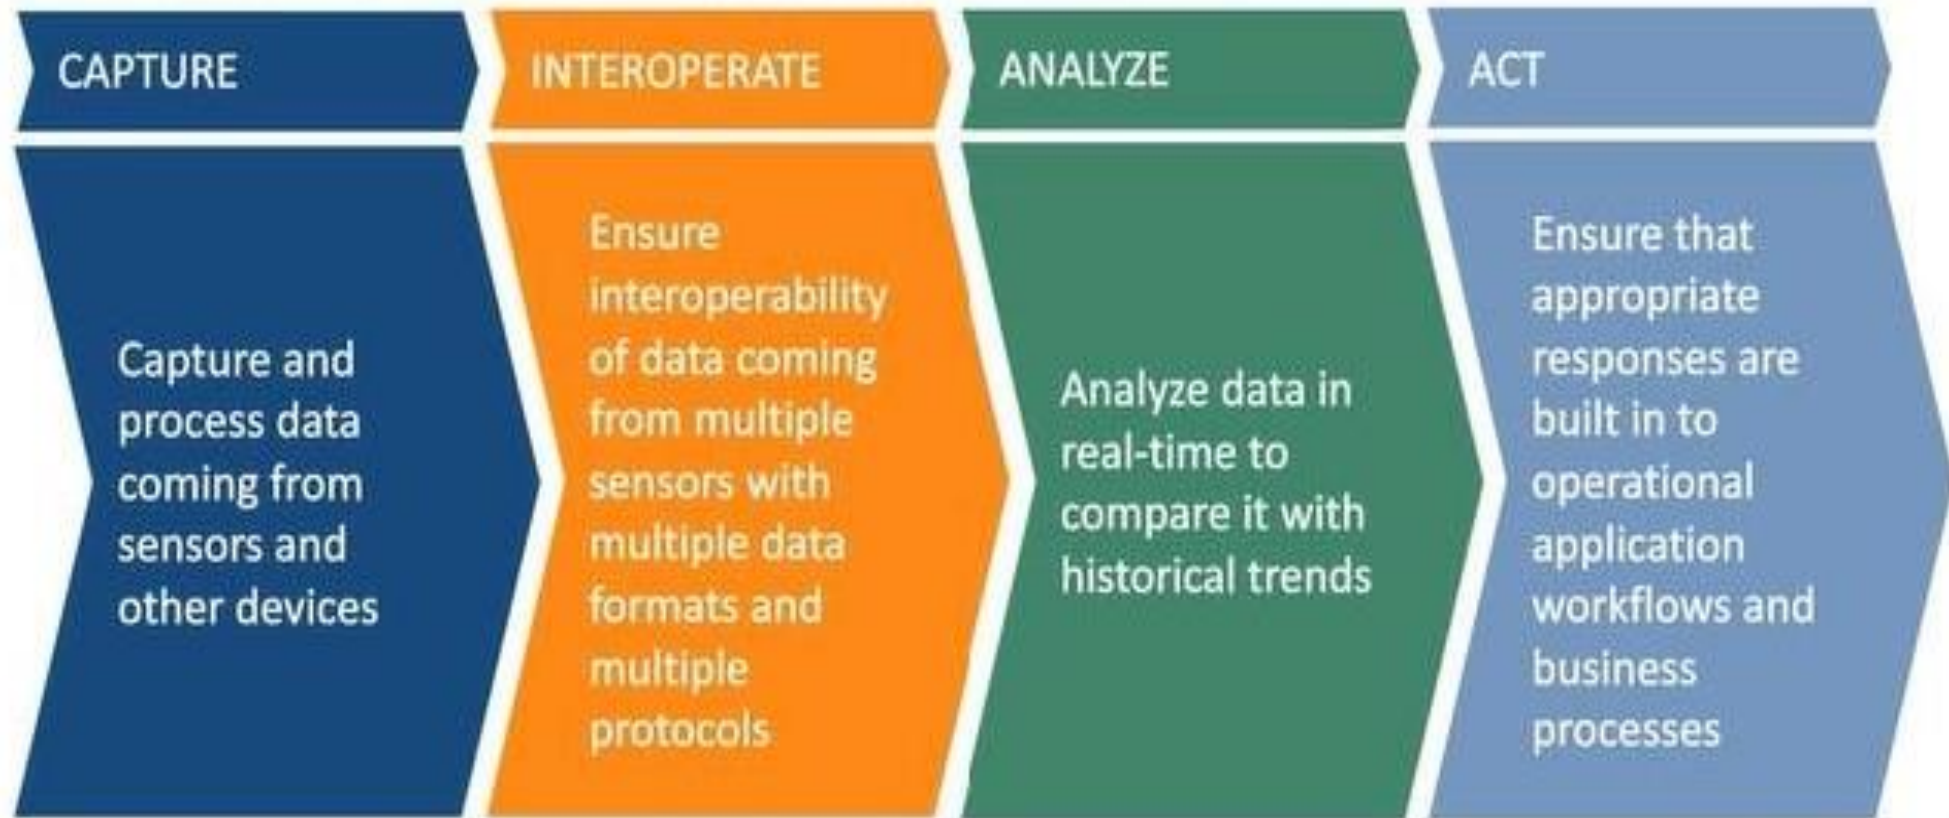 CAPTURE
INTEROPERATE
ANALYZE
ACT
Capture and
process data
coming from
sensors and
other devices
Ensure
interoperability
of data coming
from multiple
sensors with
multiple data
formats and
multiple
protocols
Analyze data in
real-time to
compare it with
historical trends
Ensure that
appropriate
responses are
built in to
operational
application
workflows and
business
processes